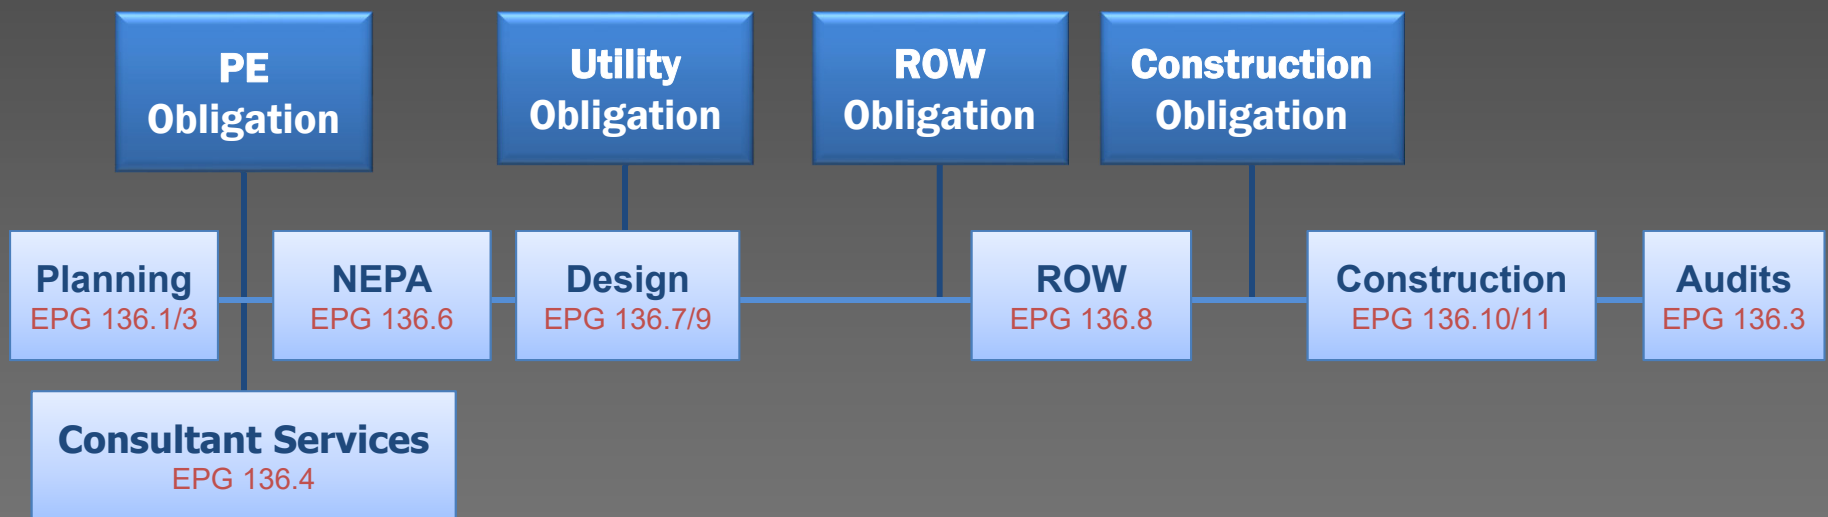 PE
Obligation
Utility
Obligation
ROW
Obligation
Construction
Obligation
Planning
EPG 136.1/3
NEPA
EPG 136.6
Design
EPG 136.7/9
ROW
EPG 136.8
Construction
EPG 136.10/11
Audits
EPG 136.3
Consultant Services
EPG 136.4